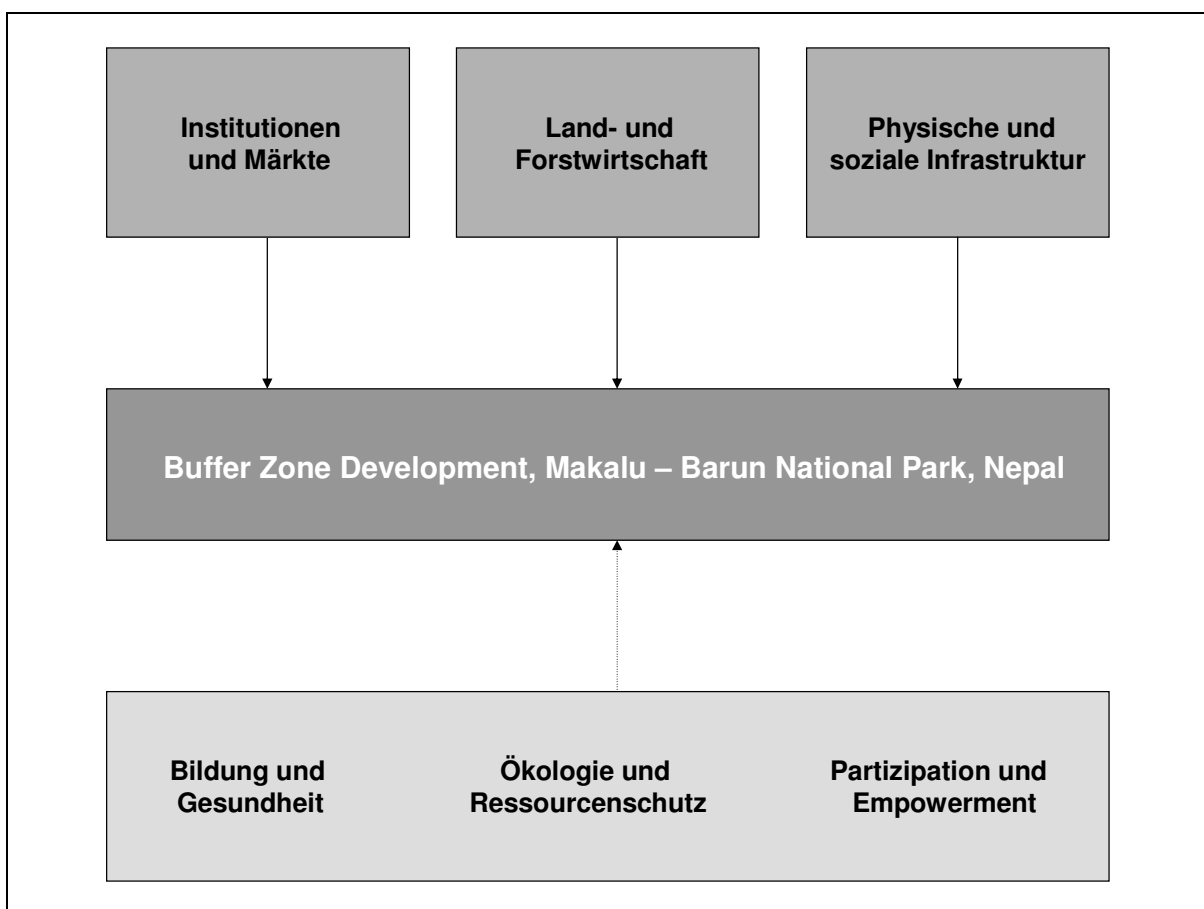 Institutionen
und Märkte
Land- und
Forstwirtschaft
Physische und
soziale Infrastruktur
Buffer Zone Development, Makalu – Barun National Park, Nepal
Bildung und
Gesundheit
Ökologie und
Ressourcenschutz
Partizipation und
Empowerment